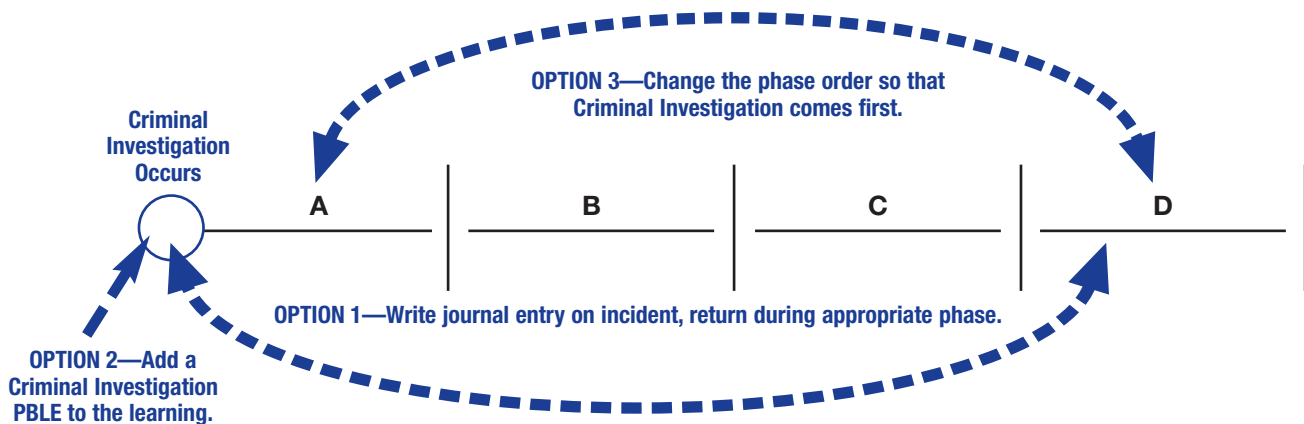 OPTION 3—Change the phase order so that
Criminal Investigation comes first.
Criminal
Investigation
Occurs
A
B
C
D
OPTION 1—Write journal entry on incident, return during appropriate phase.
OPTION 2—Add a
Criminal Investigation
PBLE to the learning.